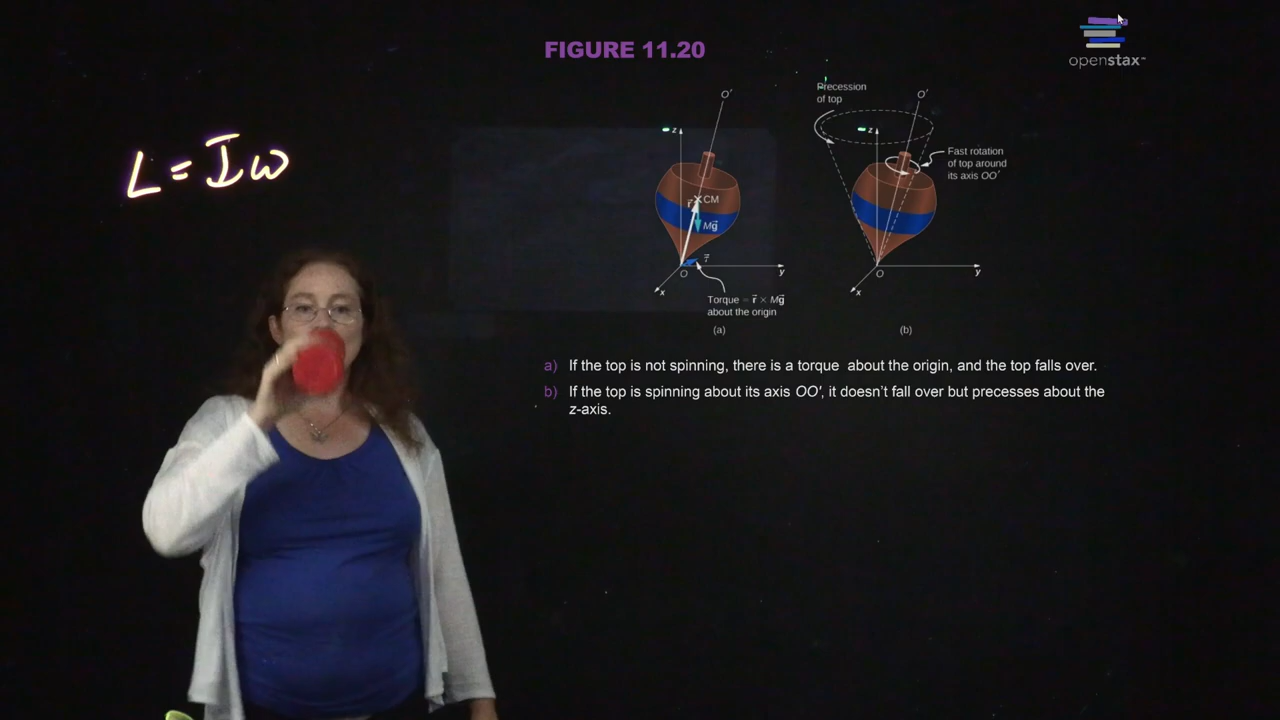 FIGURE 11.20
openstax™
L = I ω
O′
z
CM
r⃗
Mg⃗
τ⃗
O
y
x
Torque = r⃗ × Mg⃗
about the origin
(a)
Precession
of top
O′
z
Fast rotation
of top around
its axis OO′
O
y
x
(b)
a) If the top is not spinning, there is a torque about the origin, and the top falls over.
b) If the top is spinning about its axis OO′, it doesn’t fall over but precesses about the
z-axis.